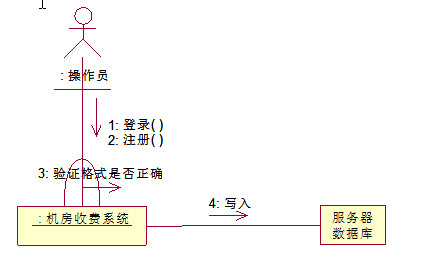 : 操作员
1: 登录( )
2: 注册( )
3: 验证格式是否正确
4: 写入
: 机房收费系统
服务器
数据库